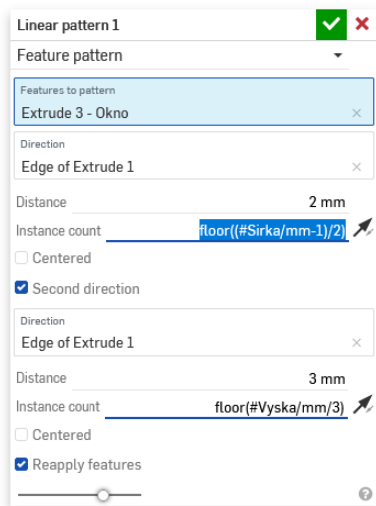 Linear pattern 1
Feature pattern
Features to pattern
Extrude 3 - Okno
Direction
Edge of Extrude 1
Distance 2 mm
Instance count floor((#Sirka/mm-1)/2)
Centered
Second direction
Direction
Edge of Extrude 1
Distance 3 mm
Instance count floor(#Vyska/mm/3)
Centered
Reapply features